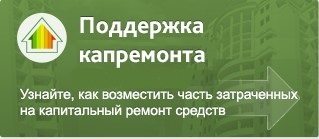 Поддержка
капремонта
Узнайте, как возместить часть затраченных
на капитальный ремонт средств